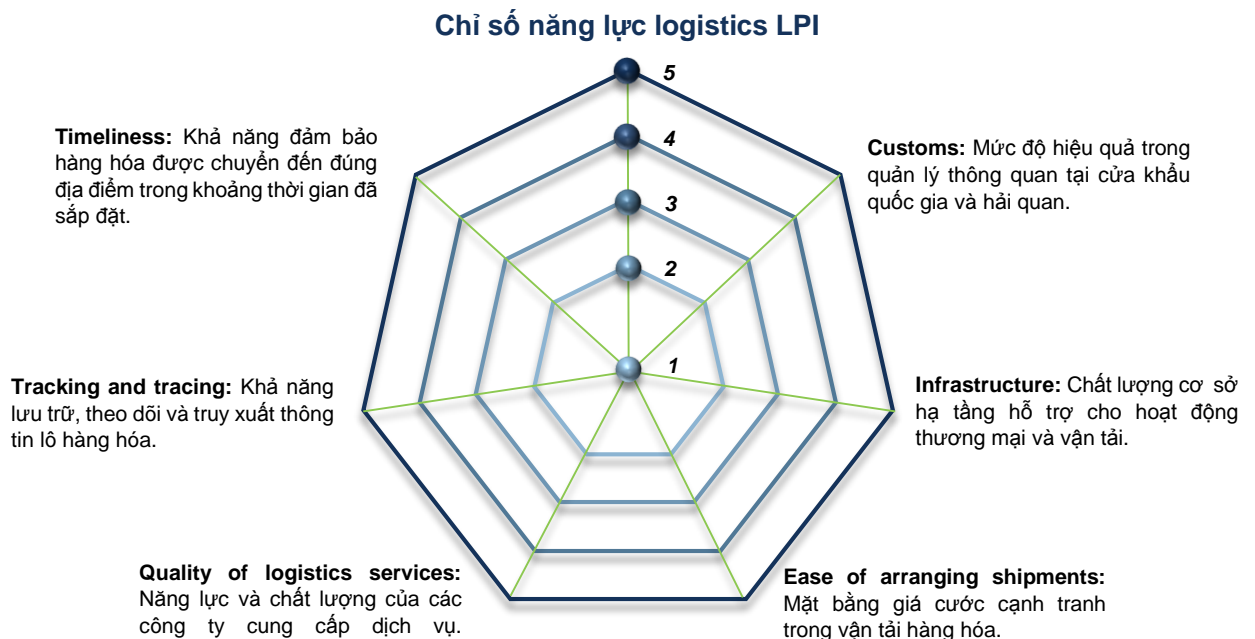 Chỉ số năng lực logistics LPI
5
4
3
2
1
Timeliness: Khả năng đảm bảo
hàng hóa được chuyển đến đúng
địa điểm trong khoảng thời gian đã
sắp đặt.
Customs: Mức độ hiệu quả trong
quản lý thông quan tại cửa khẩu
quốc gia và hải quan.
Tracking and tracing: Khả năng
lưu trữ, theo dõi và truy xuất thông
tin lô hàng hóa.
Infrastructure: Chất lượng cơ sở
hạ tầng hỗ trợ cho hoạt động
thương mại và vận tải.
Quality of logistics services:
Năng lực và chất lượng của các
công ty cung cấp dịch vụ.
Ease of arranging shipments:
Mặt bằng giá cước cạnh tranh
trong vận tải hàng hóa.